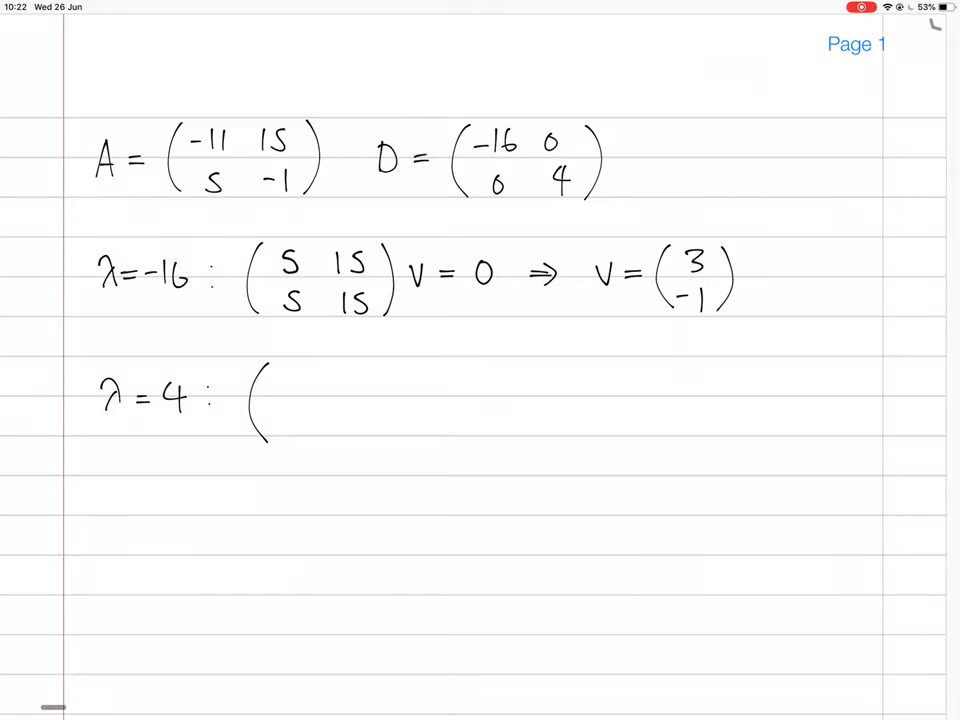 10:22 Wed 26 Jun 53%
Page 1
A = (-11 15 5 -1) D = (-16 0 0 4)
λ=-16 : (5 15 5 15) v = 0 ⇒ v = (3 -1)
λ = 4 : (